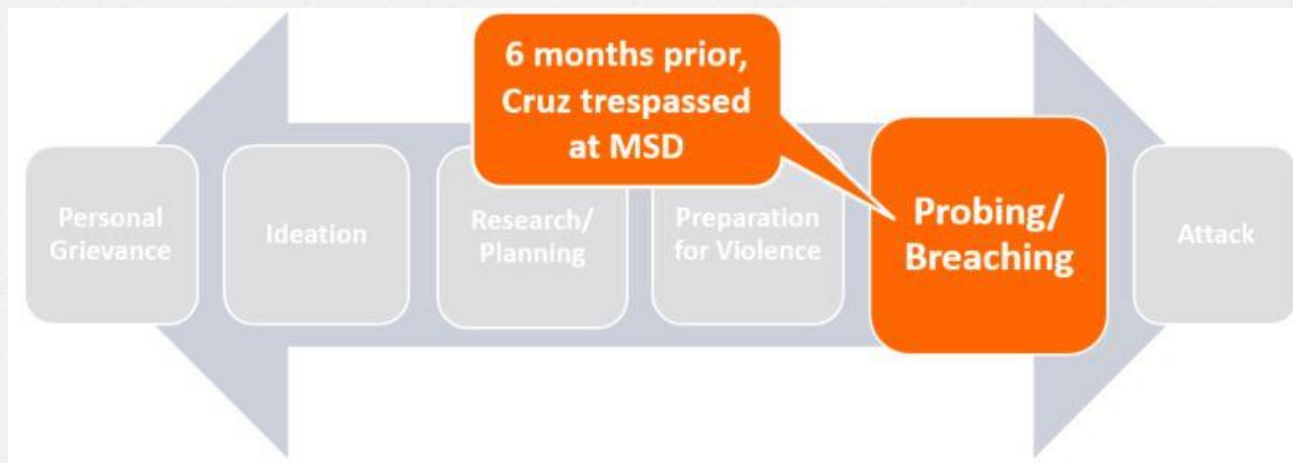 6 months prior,
Cruz trespassed
at MSD
Personal
Grievance
Ideation
Research/
Planning
Preparation
for Violence
Probing/
Breaching
Attack